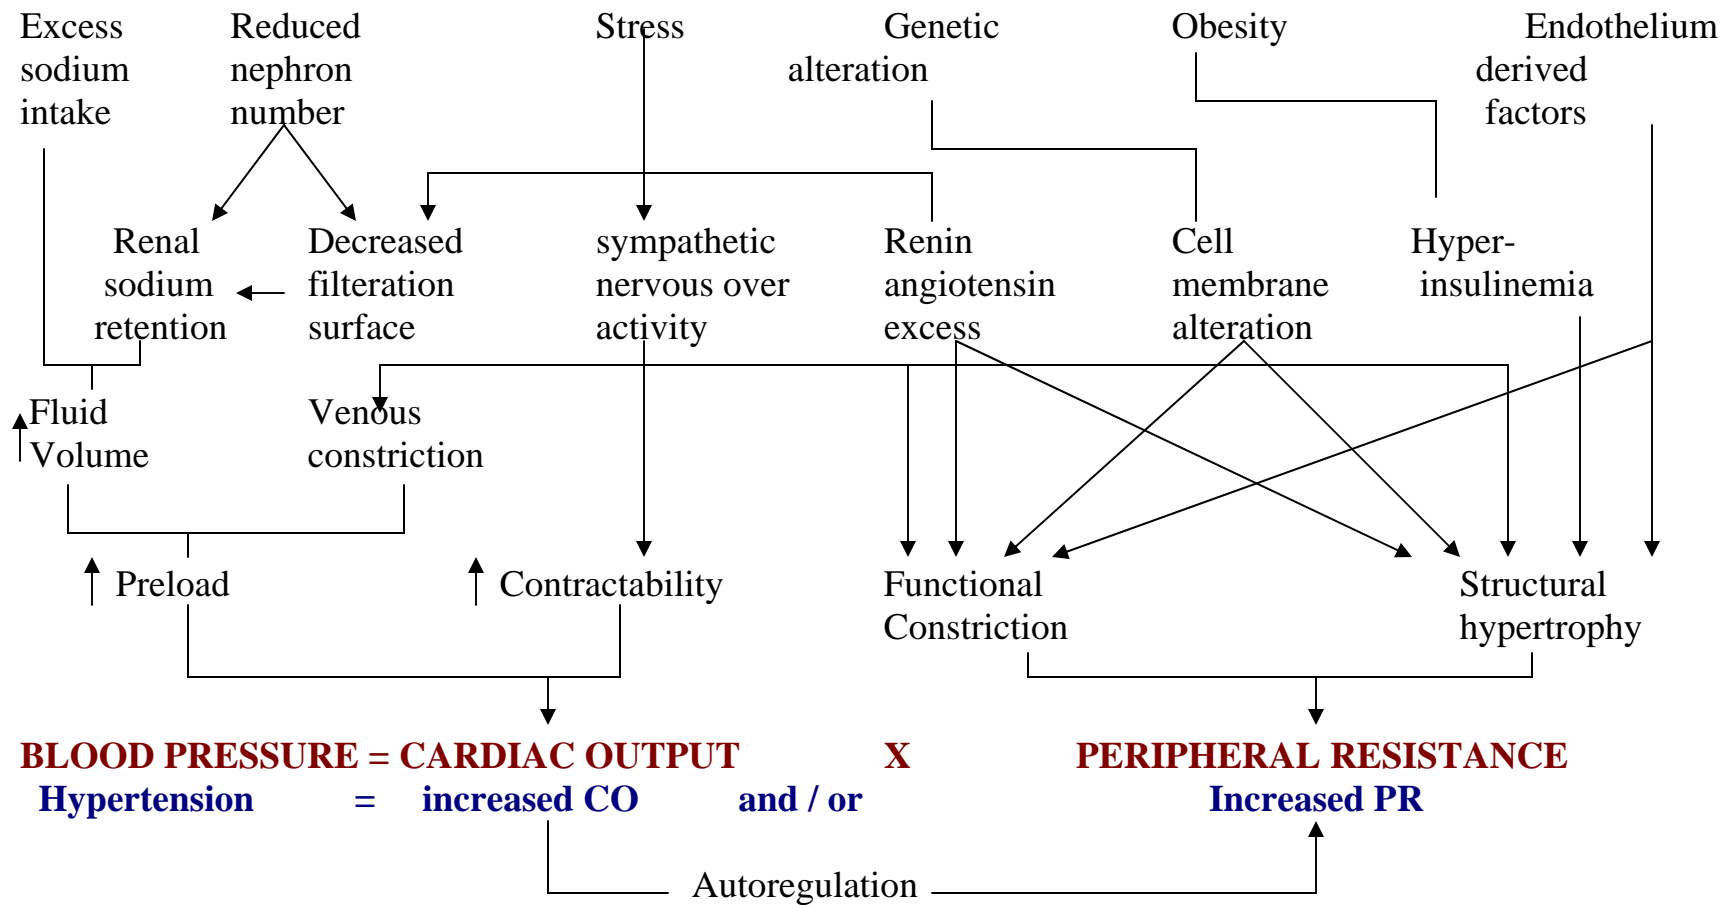 Excess Reduced Stress Genetic Obesity Endothelium
sodium nephron alteration derived
intake number factors
Renal Decreased sympathetic Renin Cell Hyper-
sodium filteration nervous over angiotensin membrane insulinemia
retention surface activity excess alteration
Fluid Venous
Volume constriction
Preload Contractability Functional Structural
Constriction hypertrophy
BLOOD PRESSURE = CARDIAC OUTPUT X PERIPHERAL RESISTANCE
Hypertension = increased CO and / or Increased PR
Autoregulation